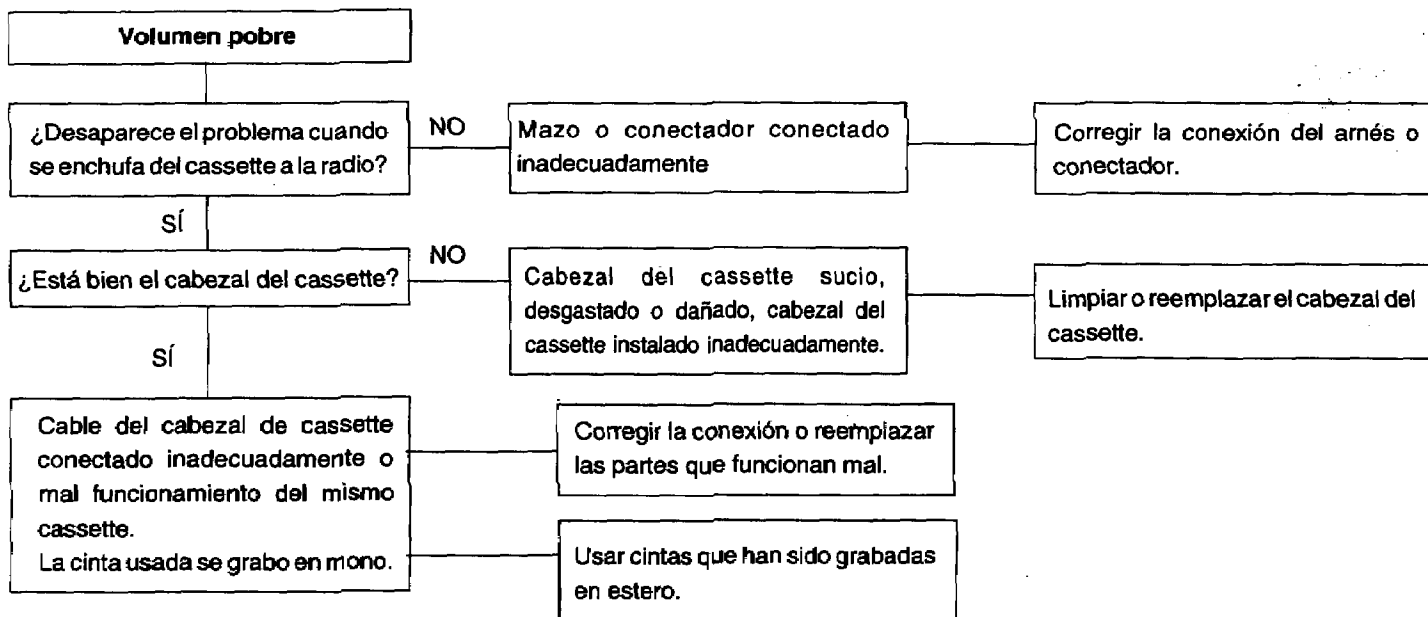 Volumen pobre
¿Desaparece el problema cuando
se enchufa del cassette a la radio?
NO
Mazo o conectador conectado
inadecuadamente
Corregir la conexión del arnés o
conectador.
SÍ
¿Está bien el cabezal del cassette?
NO
Cabezal del cassette sucio,
desgastado o dañado, cabezal del
cassette instalado inadecuadamente.
Limpiar o reemplazar el cabezal del
cassette.
SÍ
Cable del cabezal de cassette
conectado inadecuadamente o
mal funcionamiento del mismo
cassette.
La cinta usada se grabo en mono.
Corregir la conexión o reemplazar
las partes que funcionan mal.
Usar cintas que han sido grabadas
en estero.